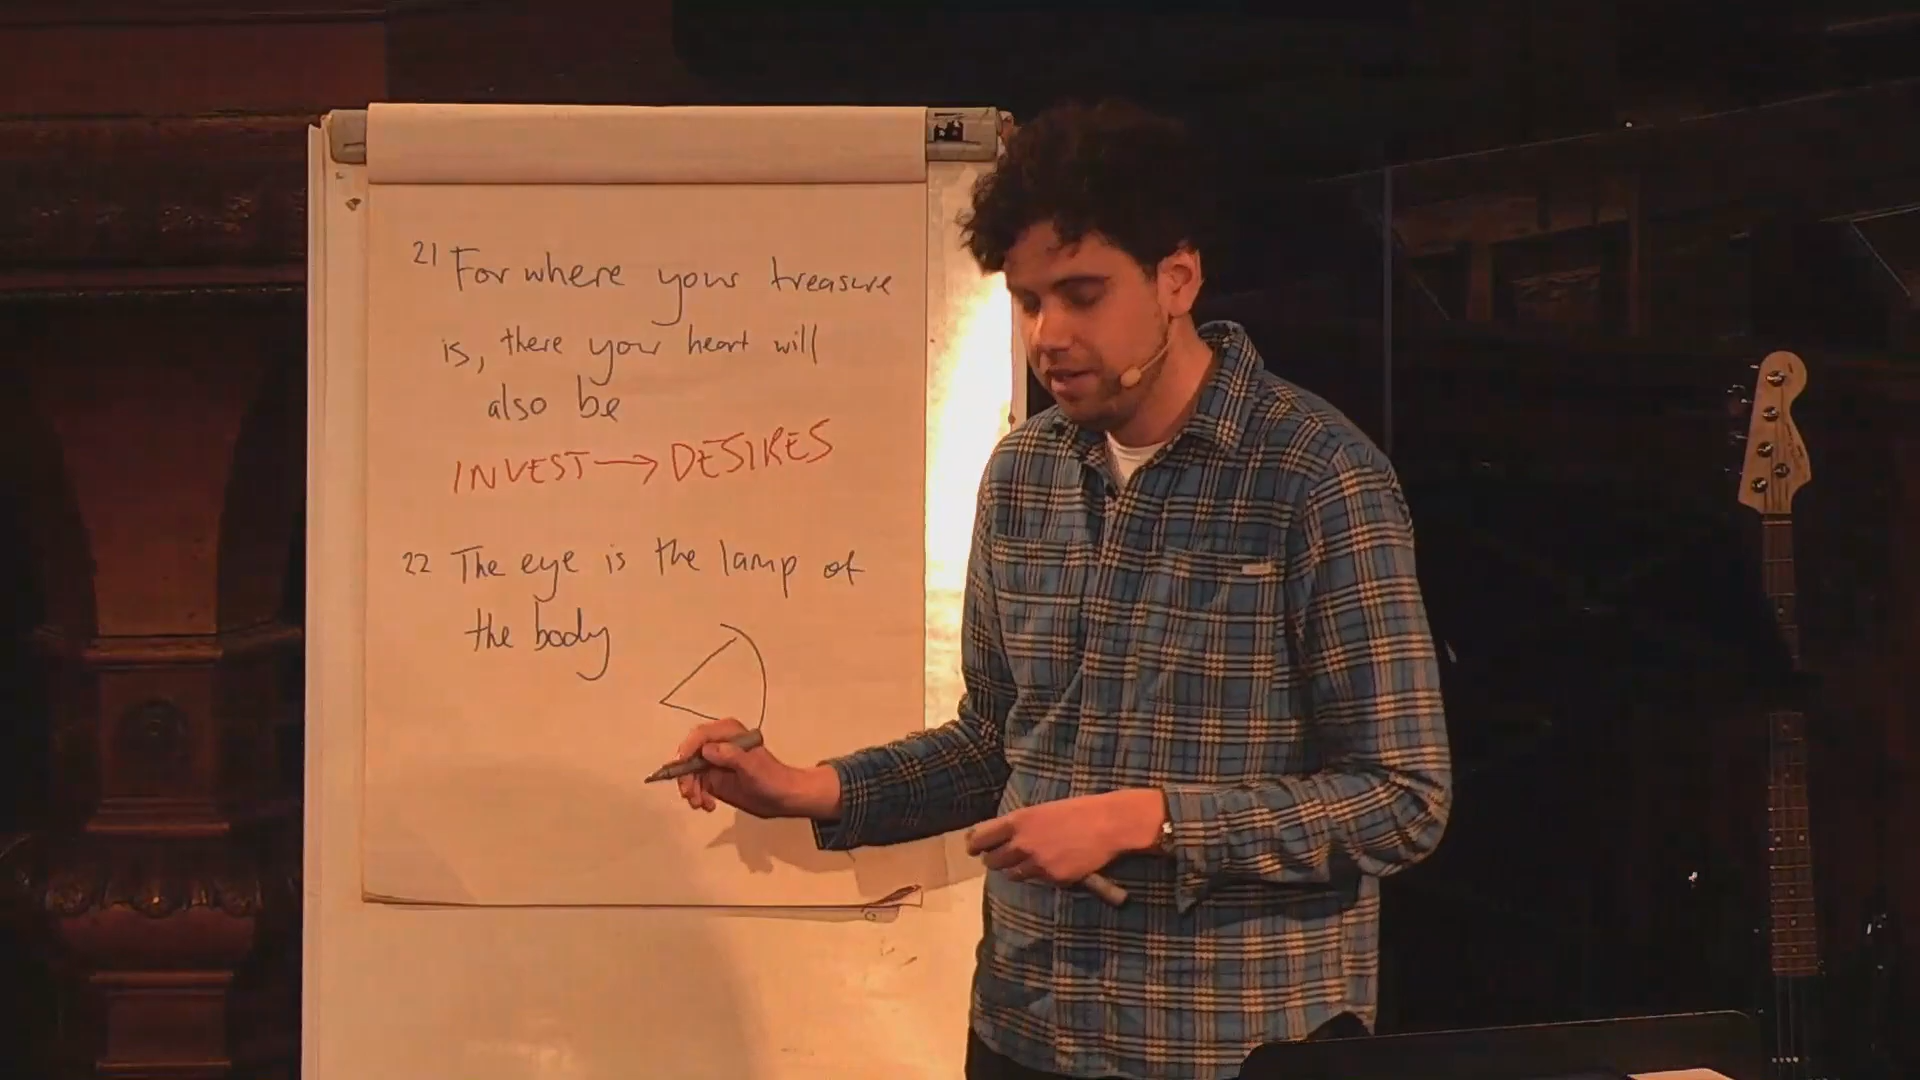 21 For where your treasure
is, there your heart will
also be
INVEST → DESIRES
22 The eye is the lamp of
the body